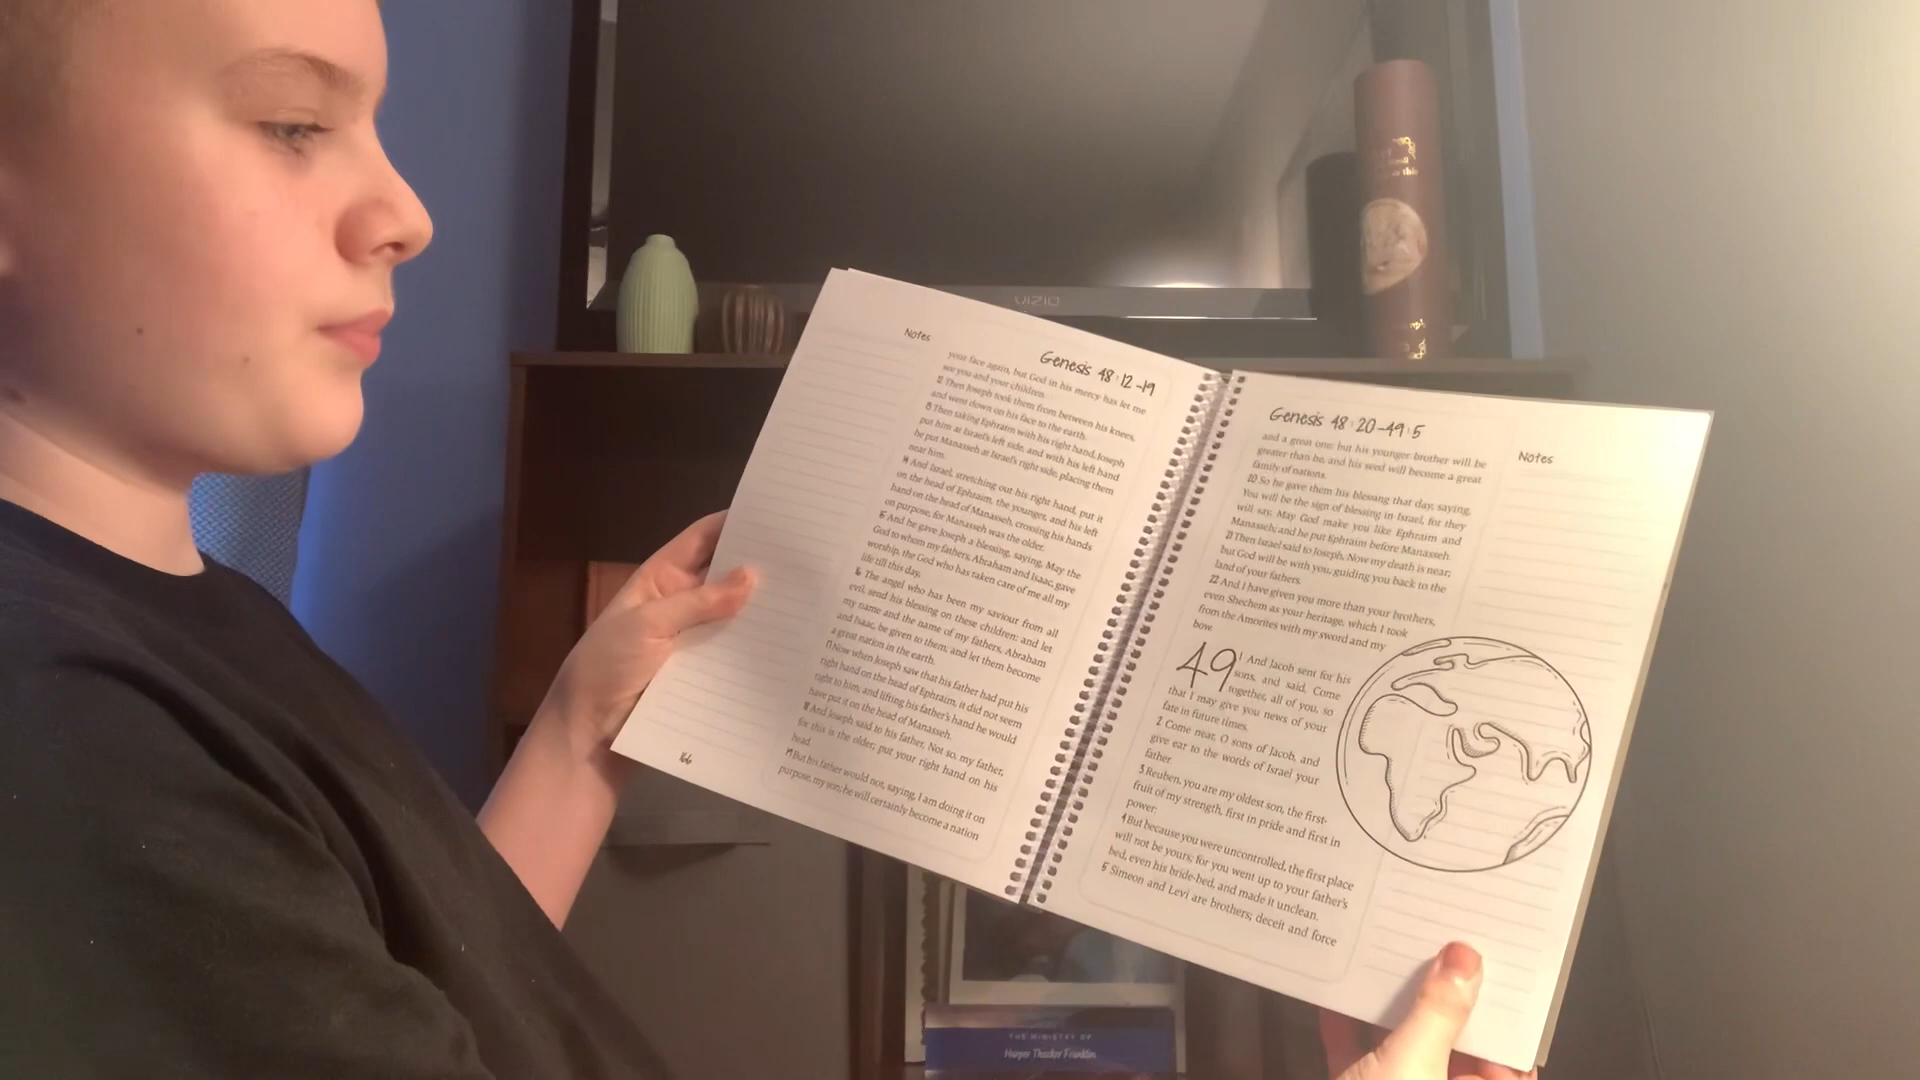 VIZIO
Notes
Genesis 48:12-19
your face again, but God in his mercy has let me
see you and your children.
12 Then Joseph took them from between his knees,
and went down on his face to the earth.
13 Then taking Ephraim with his right hand, Joseph
put him at Israel's left side, and with his left hand
he put Manasseh at Israel's right side, placing them
near him.
14 And Israel, stretching out his right hand, put it
on the head of Ephraim, the younger, and his left
hand on the head of Manasseh, crossing his hands
on purpose, for Manasseh was the older.
15 And he gave Joseph a blessing, saying, May the
God to whom my fathers, Abraham and Isaac, gave
worship, the God who has taken care of me all my
life till this day,
16 The angel who has been my saviour from all
evil, send his blessing on these children: and let
my name and the name of my fathers, Abraham
and Isaac, be given to them, and let them become
a great nation in the earth.
17 Now when Joseph saw that his father had put his
right hand on the head of Ephraim, it did not seem
right to him, and lifting his father's hand he would
have put it on the head of Manasseh.
18 And Joseph said to his father, Not so, my father,
for this is the older; put your right hand on his
head.
19 But his father would not, saying, I am doing it on
purpose, my son; he will certainly become a nation
166
Genesis 48:20-49:5
Notes
and a great one; but his younger brother will be
greater than he, and his seed will become a great
family of nations.
20 So he gave them his blessing that day, saying,
You will be the sign of blessing in Israel, for they
will say, May God make you like Ephraim and
Manasseh; and he put Ephraim before Manasseh.
21 Then Israel said to Joseph, Now my death is near;
but God will be with you, guiding you back to the
land of your fathers.
22 And I have given you more than your brothers,
even Shechem as your heritage, which I took
from the Amorites with my sword and my
bow.
49 1 And Jacob sent for his
sons, and said, Come
together, all of you, so
that I may give you news of your
fate in future times.
2 Come near, O sons of Jacob, and
give ear to the words of Israel your
father.
3 Reuben, you are my oldest son, the first-
fruit of my strength, first in pride and first in
power:
4 But because you were uncontrolled, the first place
will not be yours; for you went up to your father's
bed, even his bride-bed, and made it unclean.
5 Simeon and Levi are brothers; deceit and force
THE MINISTRY OF
Harper Theodor Franklin